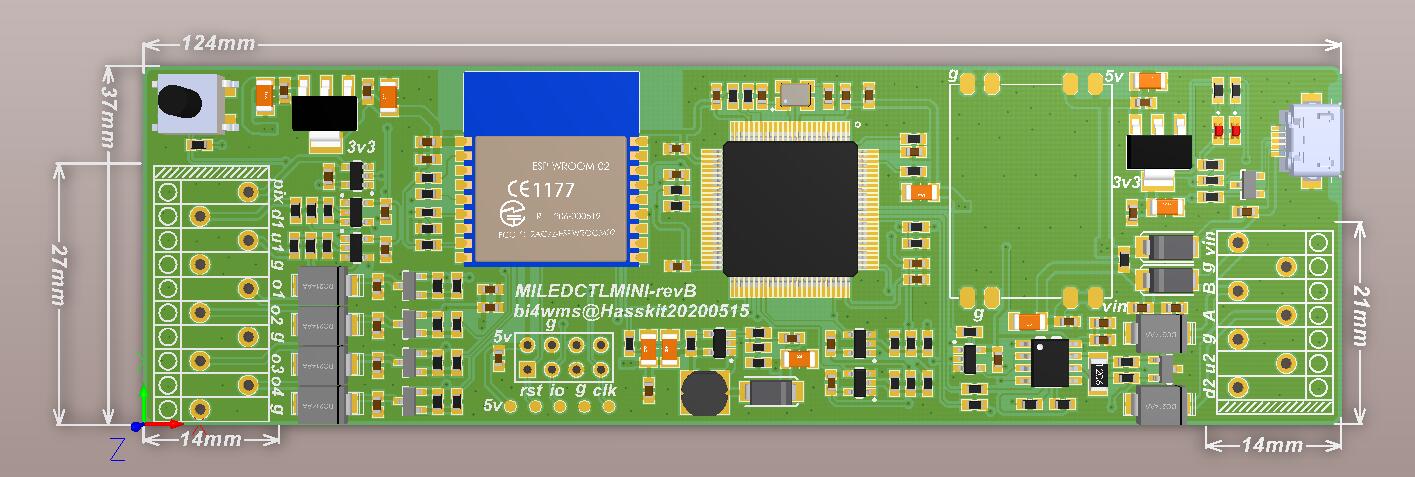 124mm
37mm
27mm
14mm
3v3
pix d1 u1 g o1 o2 g o3 o4 g
ESP WROOM 02
CE1177
MILEDCTLMINI-revB
bi4wms@Hasskit20200515
g
5v
rst io g clk
5v
g
5v
g
vin
3v3
1206
vin g B A g u2 d2
21mm
14mm
Z